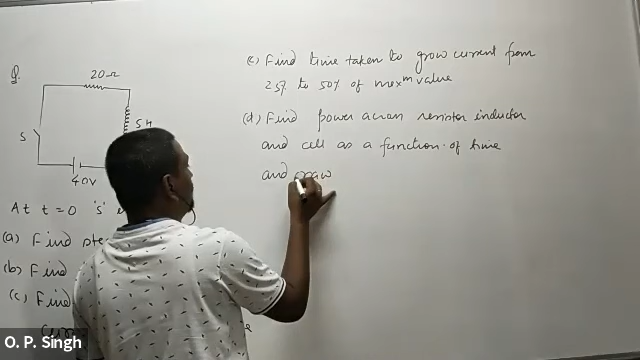 Q.
20Ω
5H
S
40V
At t=0 'S'
(a) Find
(b) Find
(c) Find
(c) Find time taken to grow current from
25% to 50% of maxᵐ value
(d) Find power across resistor inductor
and cell as a function of time
and draw
O. P. Singh